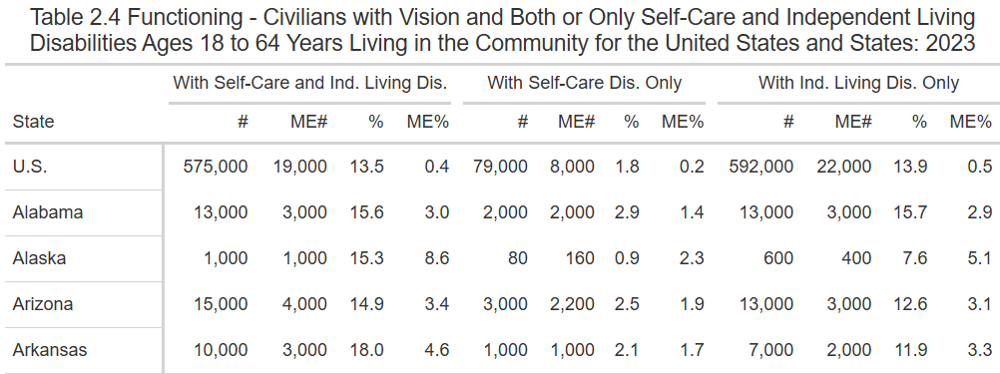 Table 2.4 Functioning - Civilians with Vision and Both or Only Self-Care and Independent Living
Disabilities Ages 18 to 64 Years Living in the Community for the United States and States: 2023
With Self-Care and Ind. Living Dis. With Self-Care Dis. Only With Ind. Living Dis. Only
State # ME# % ME% # ME# % ME% # ME# % ME%
U.S. 575,000 19,000 13.5 0.4 79,000 8,000 1.8 0.2 592,000 22,000 13.9 0.5
Alabama 13,000 3,000 15.6 3.0 2,000 2,000 2.9 1.4 13,000 3,000 15.7 2.9
Alaska 1,000 1,000 15.3 8.6 80 160 0.9 2.3 600 400 7.6 5.1
Arizona 15,000 4,000 14.9 3.4 3,000 2,200 2.5 1.9 13,000 3,000 12.6 3.1
Arkansas 10,000 3,000 18.0 4.6 1,000 1,000 2.1 1.7 7,000 2,000 11.9 3.3